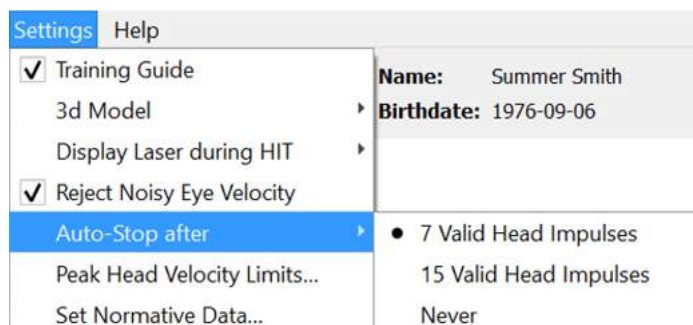 Settings Help
Training Guide
Name: Summer Smith
3d Model
Birthdate: 1976-09-06
Display Laser during HIT
Reject Noisy Eye Velocity
Auto-Stop after
7 Valid Head Impulses
Peak Head Velocity Limits...
15 Valid Head Impulses
Set Normative Data...
Never